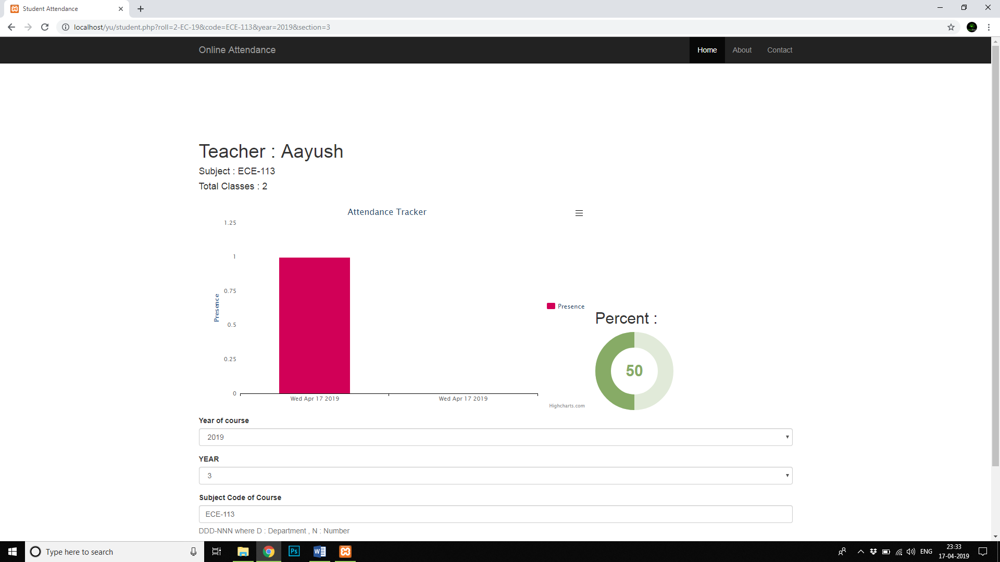 Student Attendance
localhost/yu/student.php?roll=2-EC-19&code=ECE-113&year=2019&section=3
Online Attendance
Home
About
Contact
Teacher : Aayush
Subject : ECE-113
Total Classes : 2
Attendance Tracker
1.25
1
0.75
0.5
0.25
0
Presence
Wed Apr 17 2019
Wed Apr 17 2019
Presence
Highcharts.com
Percent :
50
Year of course
2019
YEAR
3
Subject Code of Course
ECE-113
DDD-NNN where D : Department , N : Number
Type here to search
Ps
W
ENG
23:33
17-04-2019